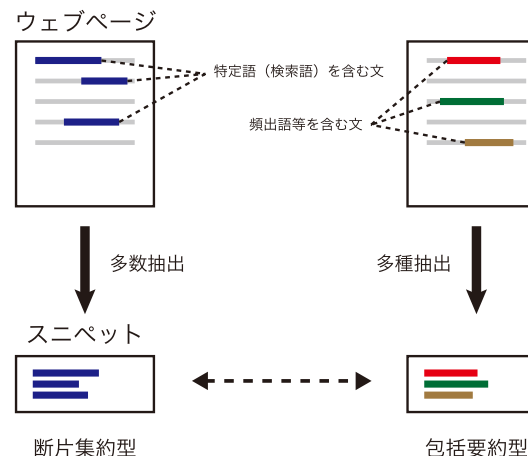 ウェブページ
特定語（検索語）を含む文
頻出語等を含む文
多数抽出
多種抽出
スニペット
断片集約型
包括要約型